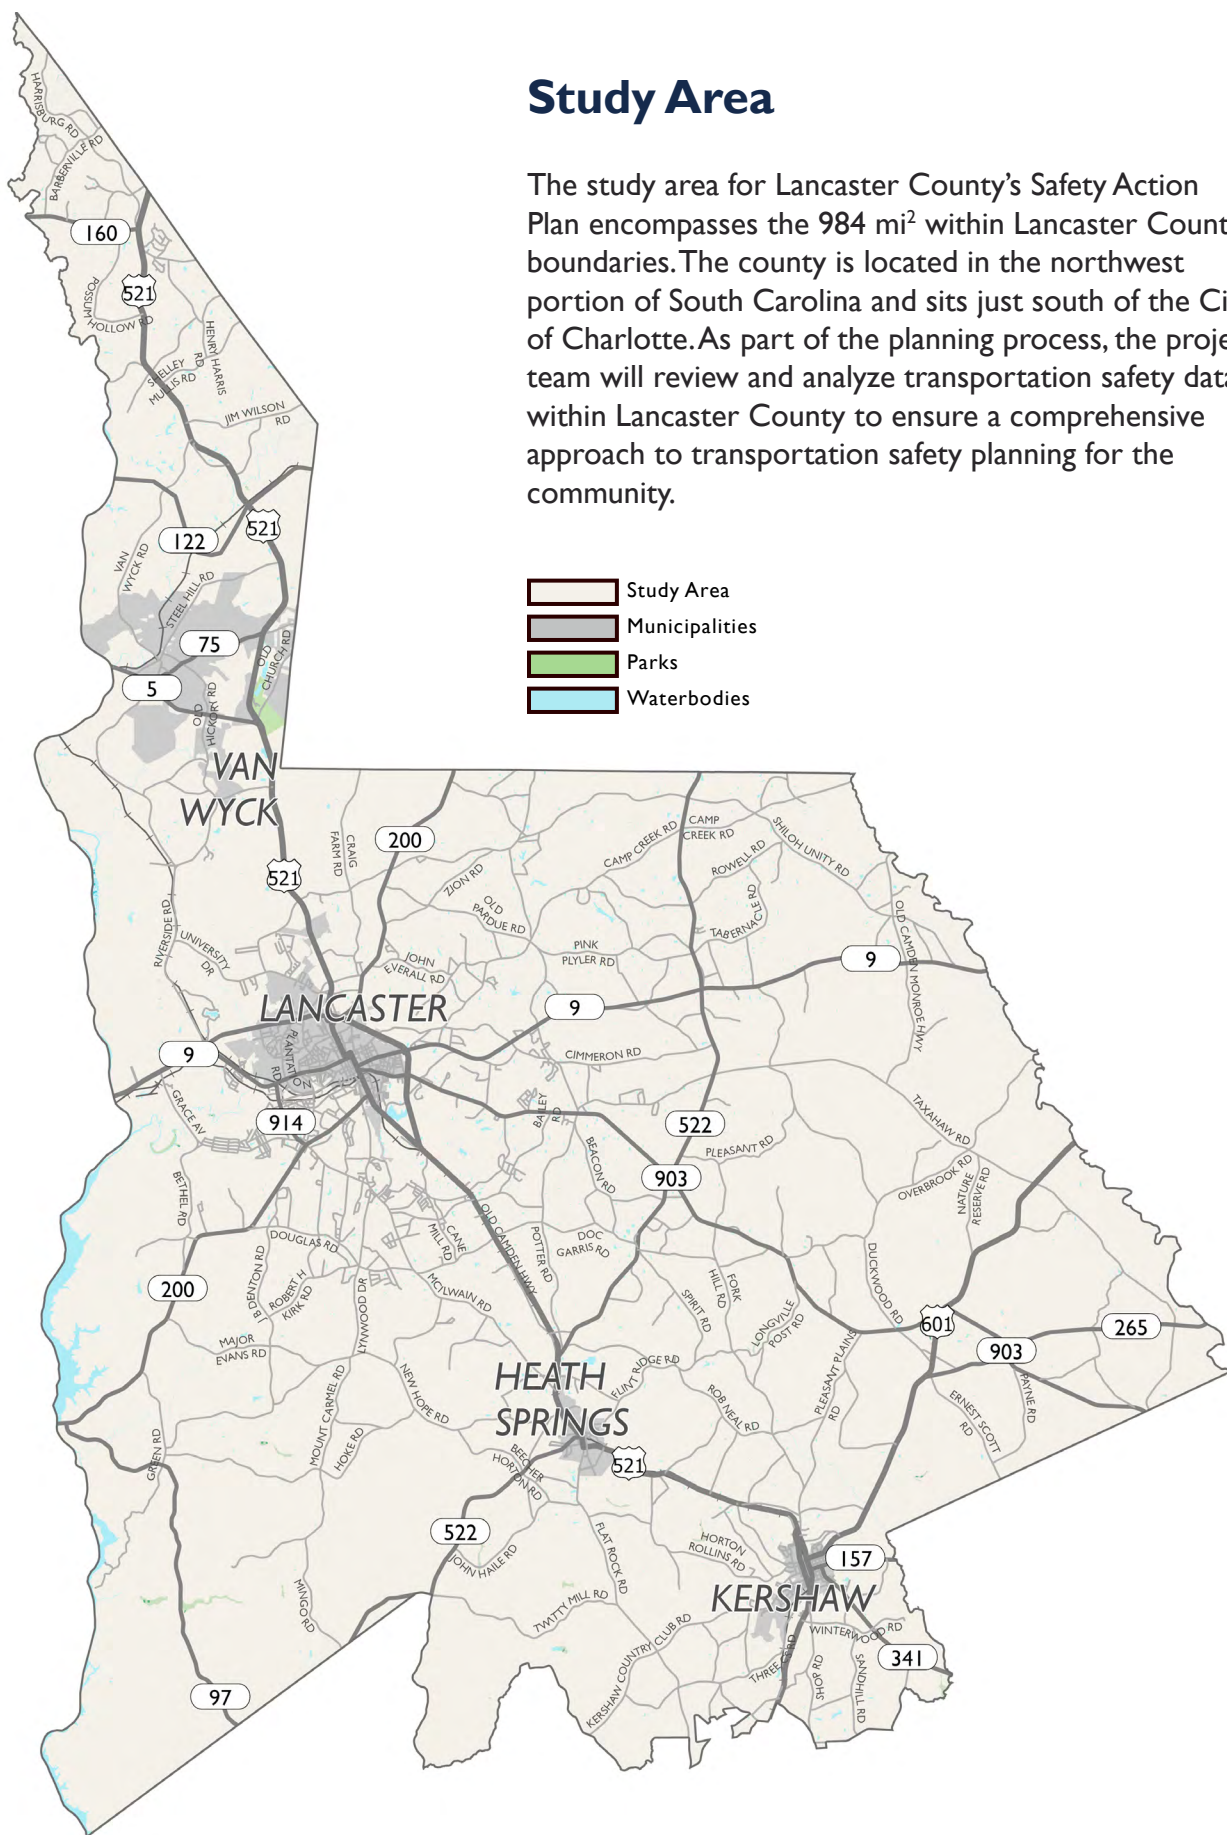 Study Area
The study area for Lancaster County’s Safety Action
Plan encompasses the 984 mi² within Lancaster Count
boundaries. The county is located in the northwest
portion of South Carolina and sits just south of the Ci
of Charlotte. As part of the planning process, the proje
team will review and analyze transportation safety data
within Lancaster County to ensure a comprehensive
approach to transportation safety planning for the
community.
Study Area
Municipalities
Parks
Waterbodies
HARRISBURG RD
BARBERVILLE RD
160
521
POSSUM
HOLLOW RD
HENRY HARRIS
RD
SHELLEY
MULLIS RD
JIM WILSON
RD
521
122
VAN
WYCK RD
STEEL HILL RD
75
OLD
CHURCH RD
5
OLD
HICKORY RD
VAN
WYCK
521
CRAIG
FARM RD
200
ZION RD
OLD
PARDUE RD
CAMP CREEK RD
CAMP
CREEK RD
ROWELL RD
SHILOH UNITY RD
TABERNACLE RD
OLD CAMDEN MONROE HWY
RIVERSIDE RD
UNIVERSITY
DR
JOHN
EVERALL RD
PINK
PLYLER RD
9
LANCASTER
9
9
PLANTATION
RD
CIMMERON RD
GRACE AV
914
BAILEY
RD
522
TAXAHAW RD
PLEASANT RD
BEACON RD
903
OVERBROOK RD
NATURE
RESERVE RD
BETHEL RD
DOUGLAS RD
CANE
MILL RD
OLD CAMDEN HWY
POTTER RD
DOC
GARRIS RD
DUCKWOOD RD
200
J B DENTON RD
ROBERT H
KIRK RD
LYNWOOD DR
MCILWAIN RD
SPIRIT RD
FORK
HILL RD
LONGVILLE
POST RD
601
265
903
MAJOR
EVANS RD
PLEASANT PLAINS
RD
HEATH
SPRINGS
FLINT RIDGE RD
MOUNT CARMEL RD
NEW HOPE RD
ROB NEAL RD
PAYNE RD
ERNEST SCOTT
RD
GREEN RD
HOKE RD
BEECHER
HORTON RD
521
522
JOHN HAILE RD
FLAT ROCK RD
HORTON
ROLLINS RD
157
KERSHAW
MINGO RD
TWITTY MILL RD
KERSHAW COUNTRY CLUB RD
WINTERWOOD RD
THREE CS RD
SHOP RD
SANDHILL RD
341
97